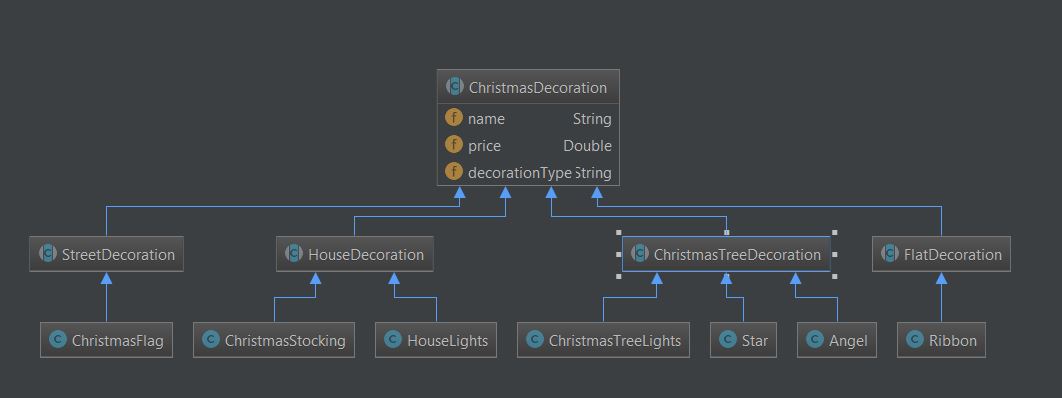 ChristmasDecoration
name String
price Double
decorationType String
StreetDecoration HouseDecoration ChristmasTreeDecoration FlatDecoration
ChristmasFlag ChristmasStocking HouseLights ChristmasTreeLights Star Angel Ribbon